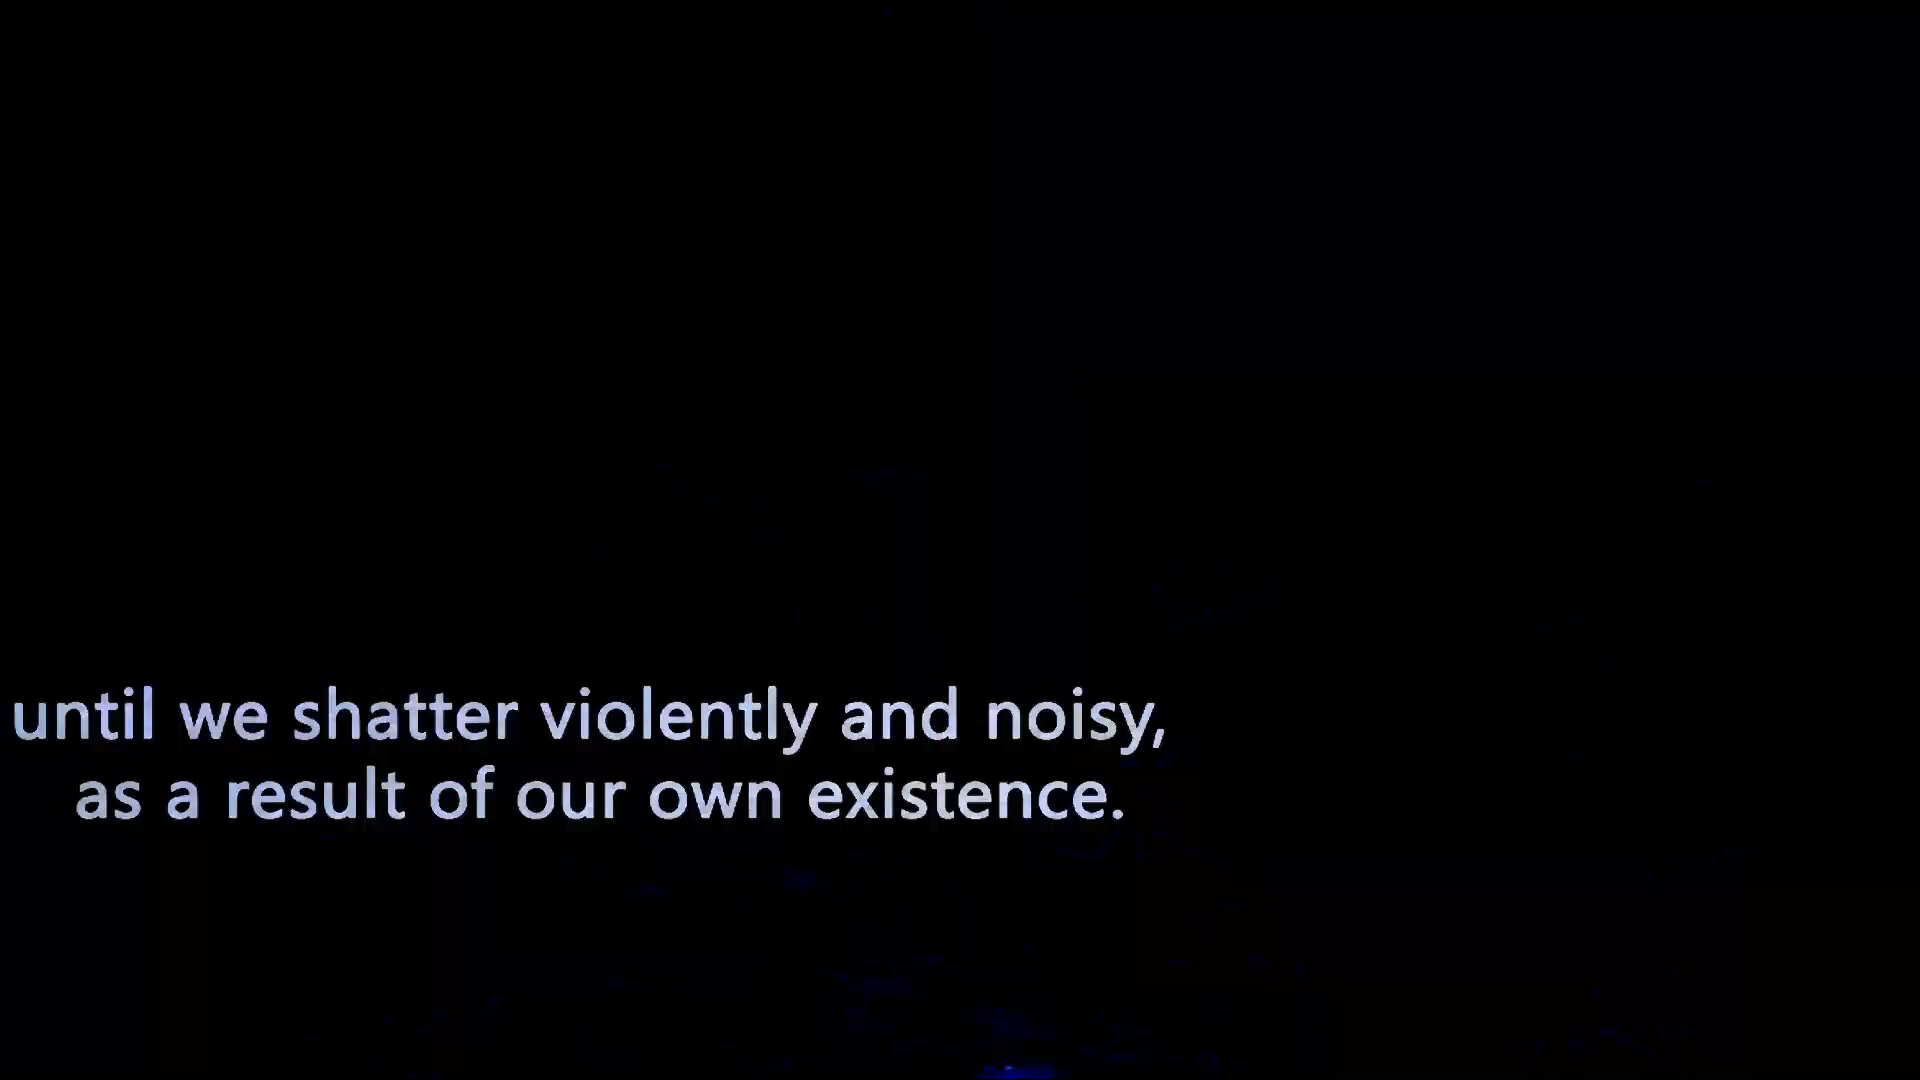 until we shatter violently and noisy,
as a result of our own existence.